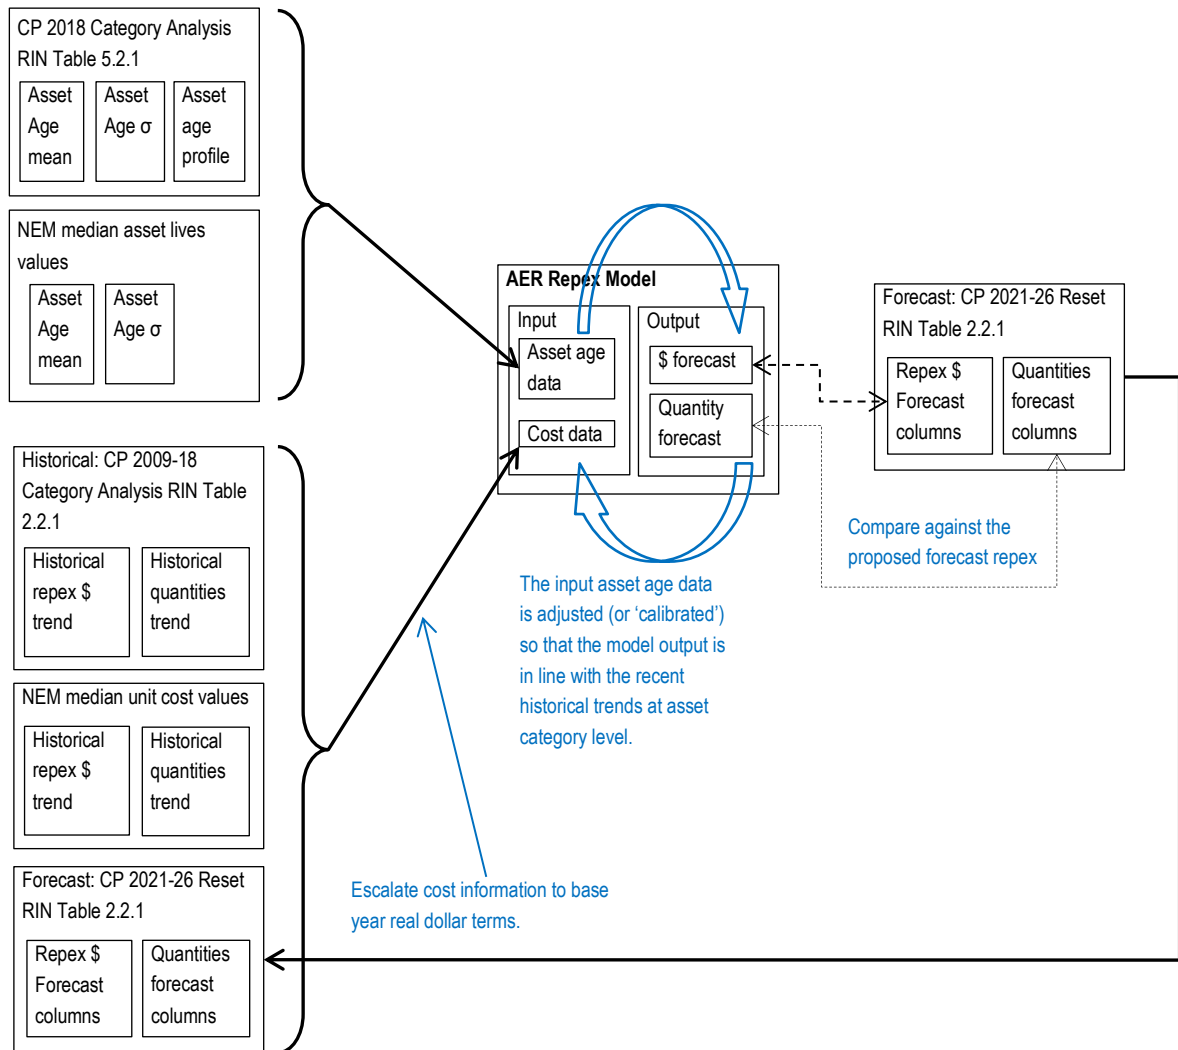 CP 2018 Category Analysis
RIN Table 5.2.1
Asset
Age
mean
Asset
Age σ
Asset
age
profile
NEM median asset lives
values
Asset
Age
mean
Asset
Age σ
Historical: CP 2009-18
Category Analysis RIN Table
2.2.1
Historical
repex $
trend
Historical
quantities
trend
NEM median unit cost values
Historical
repex $
trend
Historical
quantities
trend
Forecast: CP 2021-26 Reset
RIN Table 2.2.1
Repex $
Forecast
columns
Quantities
forecast
columns
AER Repex Model
Input
Asset age
data
Cost data
Output
$ forecast
Quantity
forecast
The input asset age data
is adjusted (or ‘calibrated’)
so that the model output is
in line with the recent
historical trends at asset
category level.
Escalate cost information to base
year real dollar terms.
Forecast: CP 2021-26 Reset
RIN Table 2.2.1
Repex $
Forecast
columns
Quantities
forecast
columns
Compare against the
proposed forecast repex